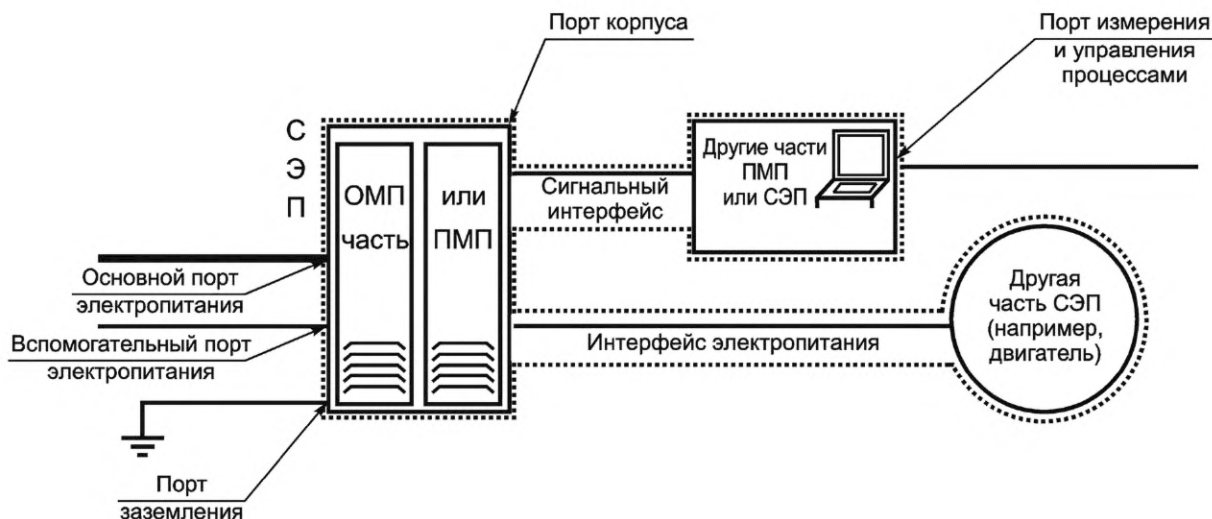 Порт корпуса
Порт измерения
и управления
процессами
С
Э
П
ОМП
часть
или
ПМП
Сигнальный
интерфейс
Другие части
ПМП
или СЭП
Основной порт
электропитания
Вспомогательный порт
электропитания
Интерфейс электропитания
Другая
часть СЭП
(например,
двигатель)
Порт
заземления